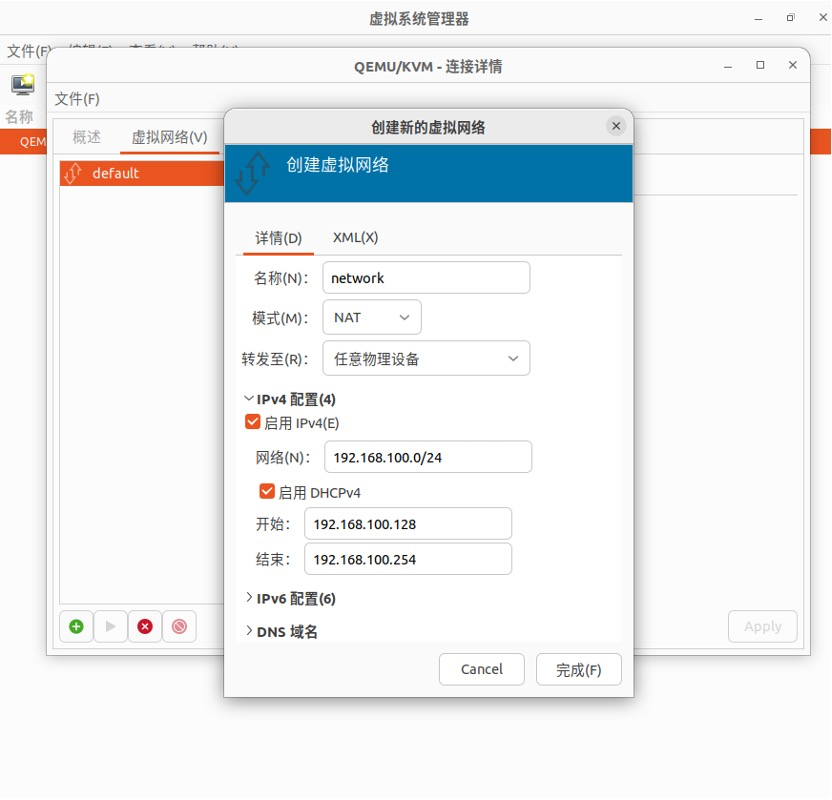 虚拟系统管理器
文件(F)
QEMU/KVM - 连接详情
文件(F)
名称
QEM
概述 虚拟网络(V)
default
创建新的虚拟网络
创建虚拟网络
详情(D) XML(X)
名称(N): network
模式(M): NAT
转发至(R): 任意物理设备
IPv4 配置(4)
启用 IPv4(E)
网络(N): 192.168.100.0/24
启用 DHCPv4
开始: 192.168.100.128
结束: 192.168.100.254
IPv6 配置(6)
DNS 域名
Cancel 完成(F)
Apply